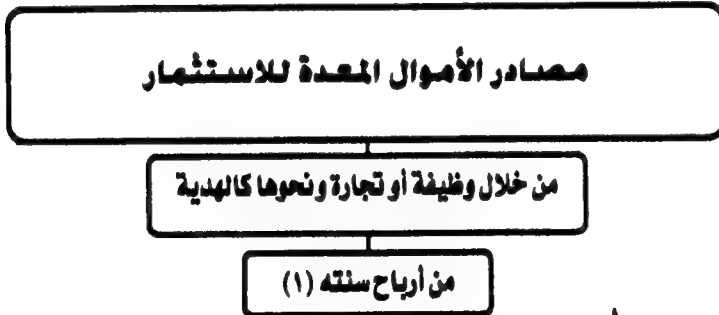 مصادر الأموال المعدة للاستثمار
من خلال وظيفة أو تجارة ونحوها كالهدية
من أرباح سنته (١)